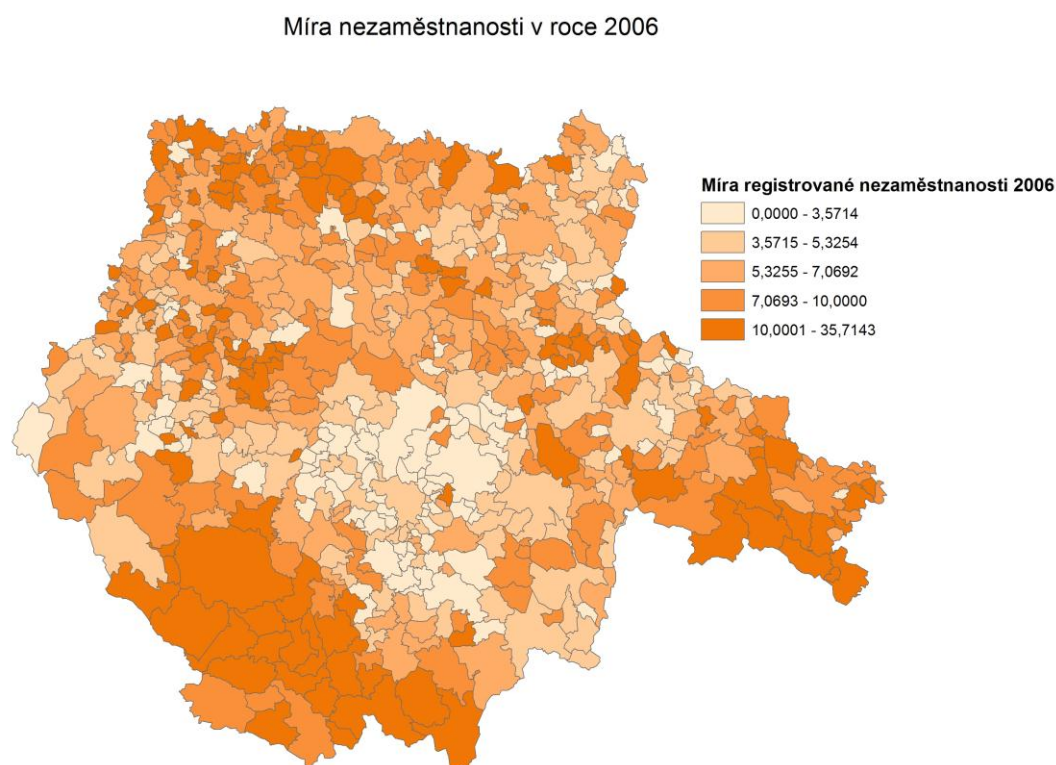 Míra nezaměstnanosti v roce 2006
Míra registrované nezaměstnanosti 2006
0,0000 - 3,5714
3,5715 - 5,3254
5,3255 - 7,0692
7,0693 - 10,0000
10,0001 - 35,7143